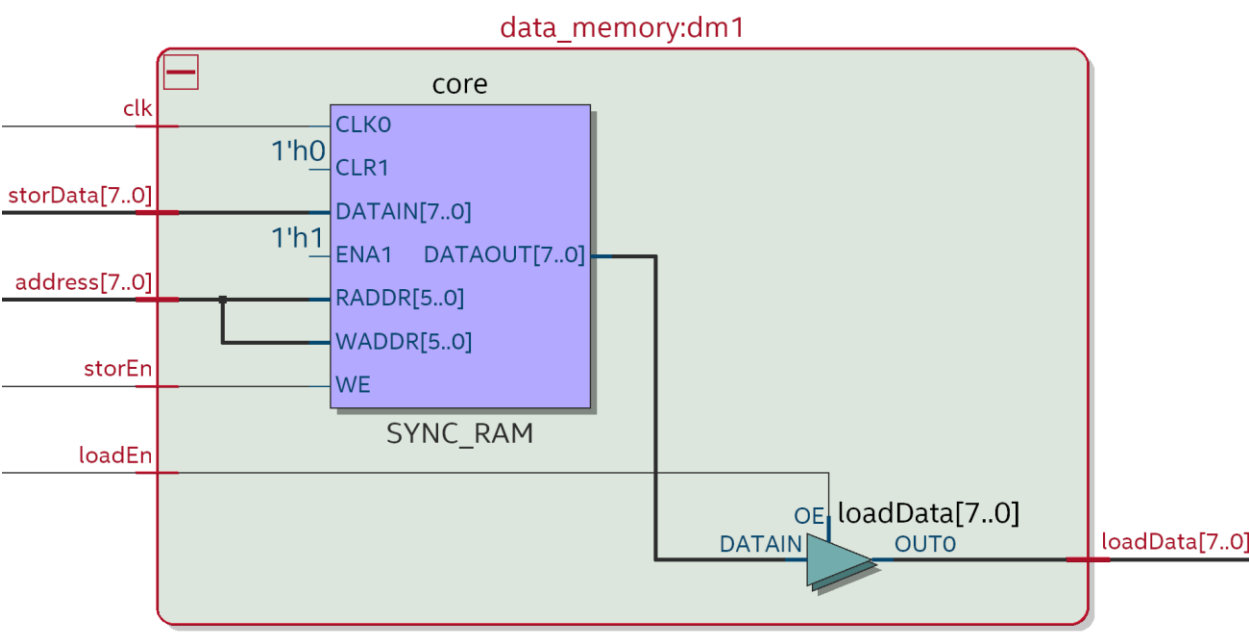 data_memory:dm1
core
clk
CLK0
1'h0
CLR1
storData[7..0]
DATAIN[7..0]
1'h1
ENA1
DATAOUT[7..0]
address[7..0]
RADDR[5..0]
WADDR[5..0]
storEn
WE
SYNC_RAM
loadEn
OE
loadData[7..0]
DATAIN
OUT0
loadData[7..0]